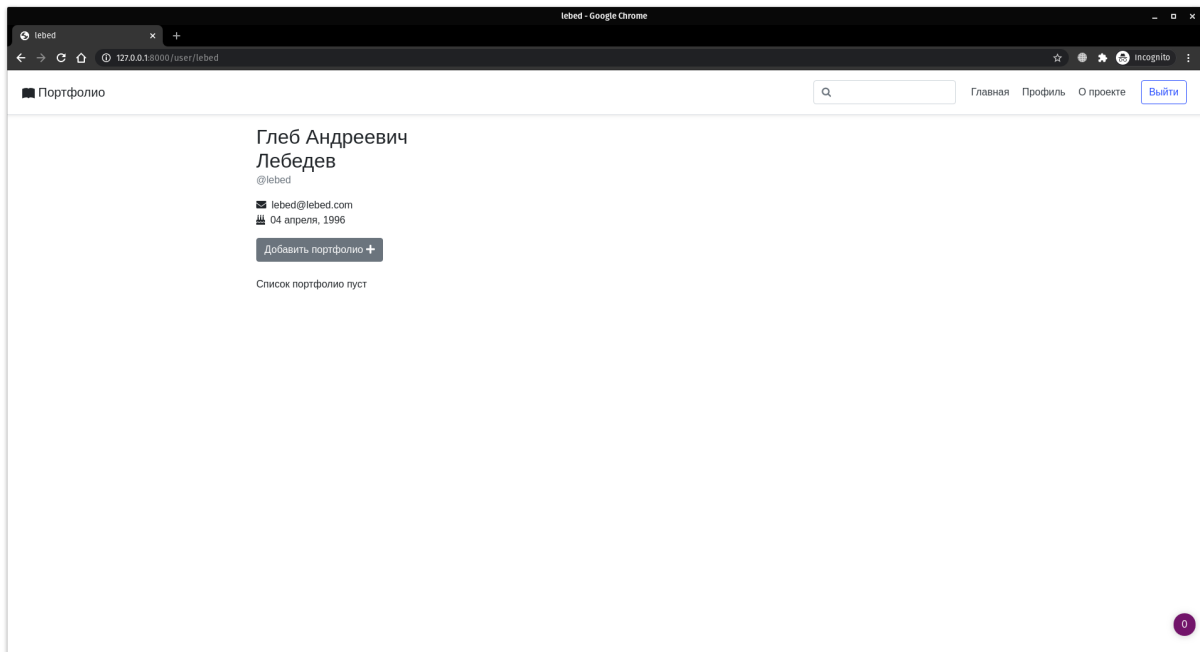 lebed - Google Chrome
lebed
127.0.0.1:8000/user/lebed
Incognito
Портфолио
Главная Профиль О проекте Выйти
Глеб Андреевич
Лебедев
@lebed
lebed@lebed.com
04 апреля, 1996
Добавить портфолио
Список портфолио пуст
0